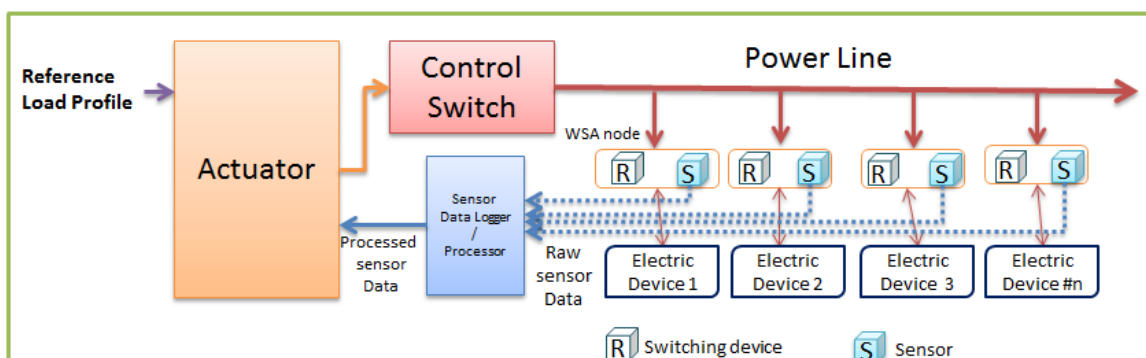 Reference
Load Profile
Actuator
Control
Switch
Power Line
WSA node
R
S
R
S
R
S
R
S
Sensor
Data Logger
/
Processor
Processed
sensor
Data
Raw
sensor
Data
Electric
Device 1
Electric
Device 2
Electric
Device 3
Electric
Device #n
R Switching device
S Sensor